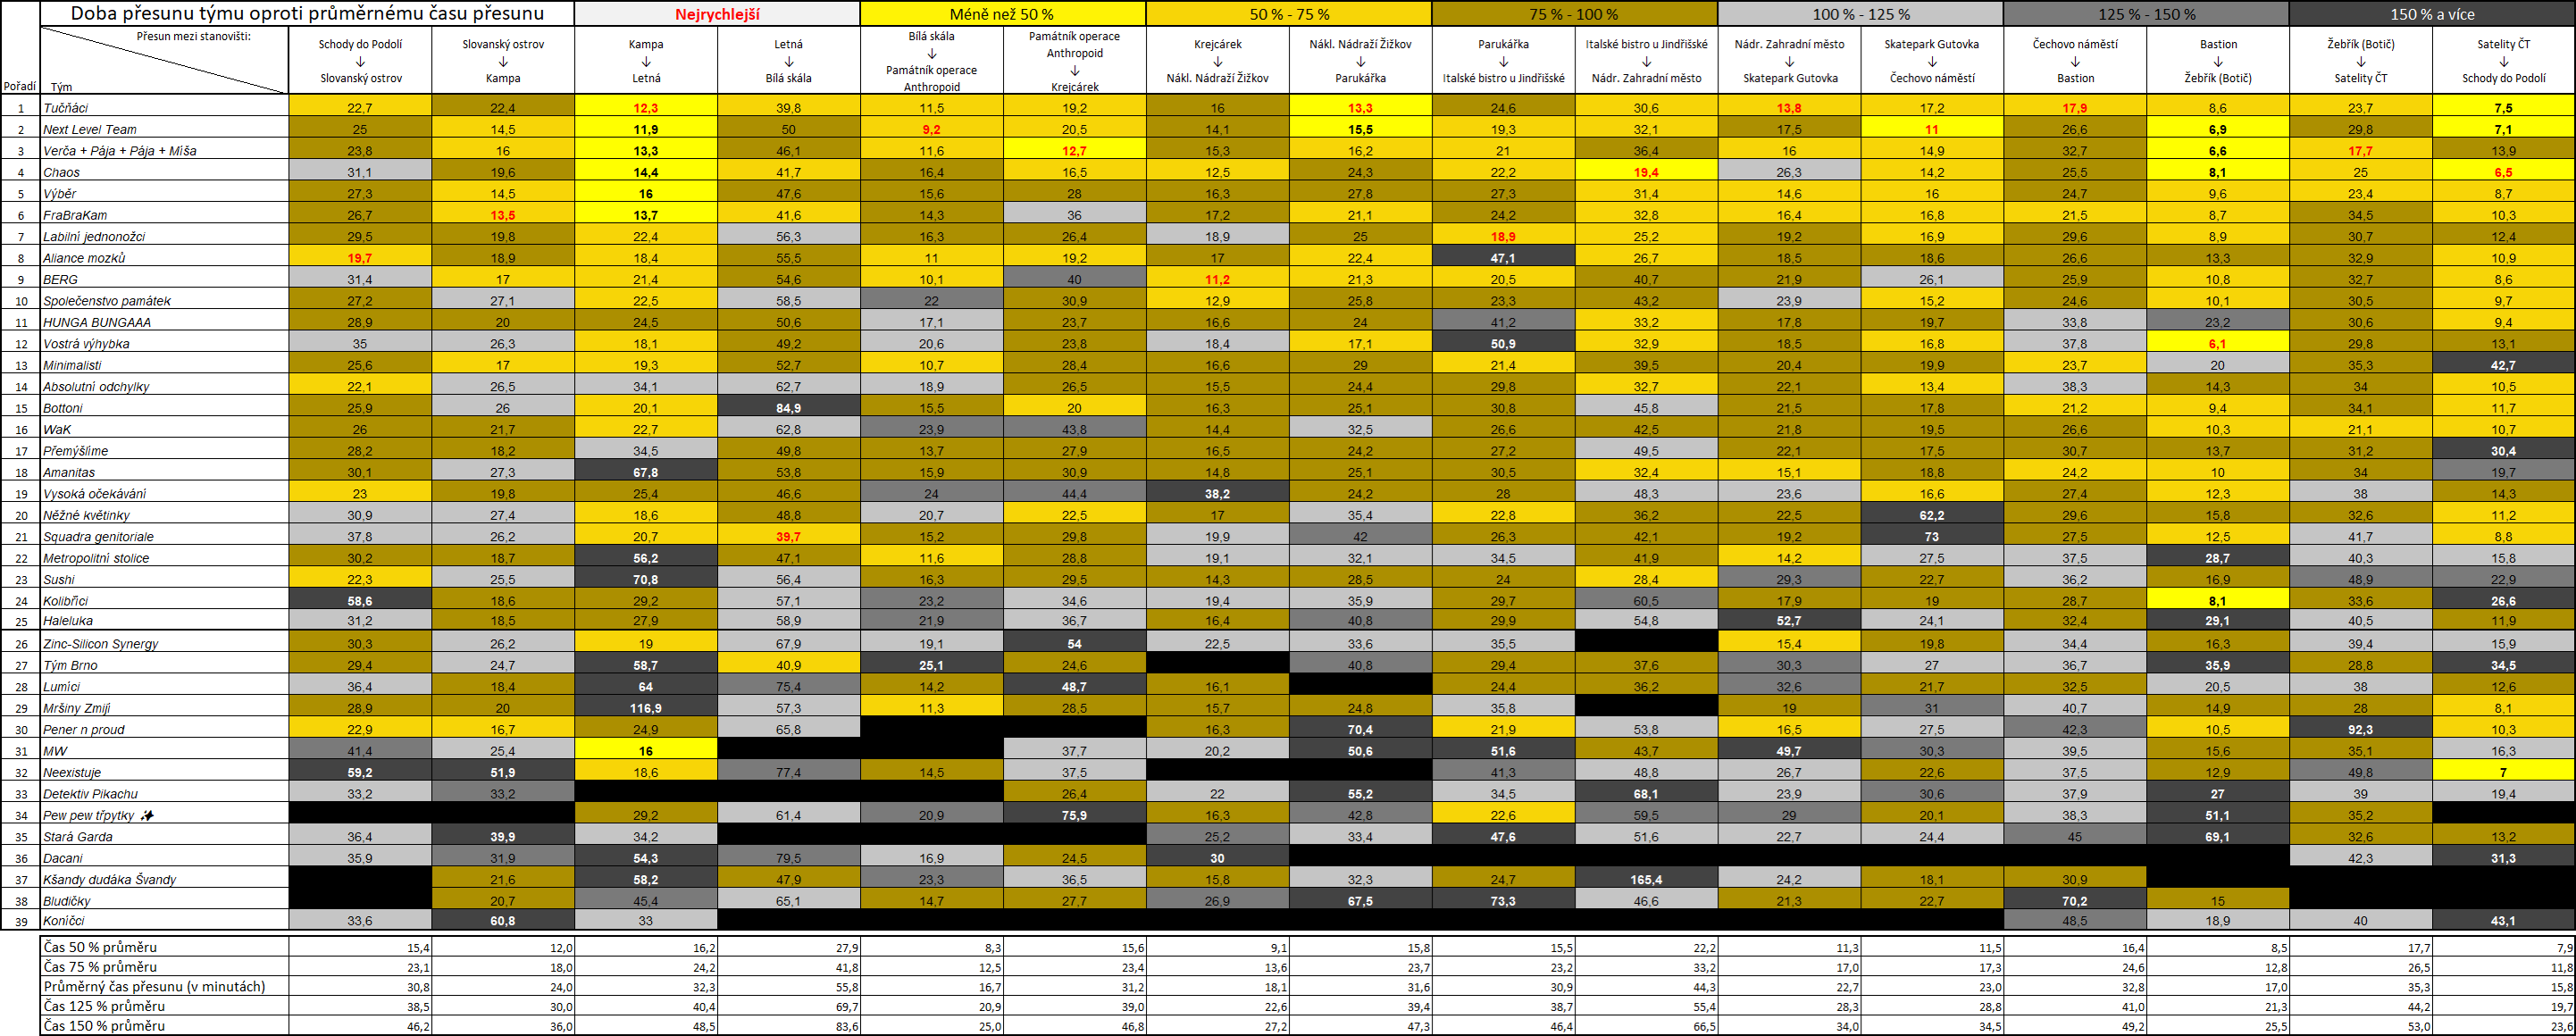 Doba přesunu týmu oproti průměrnému času přesunu Nejrychlejší Méně než 50 % 50 % - 75 % 75 % - 100 % 100 % - 125 % 125 % - 150 % 150 % a více
Pořadí Přesun mezi stanovišti: Tým Schody do Podolí ↓ Slovanský ostrov Slovanský ostrov ↓ Kampa Kampa ↓ Letná Letná ↓ Bílá skála Bílá skála ↓ Památník operace Anthropoid Památník operace Anthropoid ↓ Krejcárek Krejcárek ↓ Nákl. Nádraží Žižkov Nákl. Nádraží Žižkov ↓ Parukářka Parukářka ↓ Italské bistro u Jindřišské Italské bistro u Jindřišské ↓ Nádr. Zahradní město Nádr. Zahradní město ↓ Skatepark Gutovka Skatepark Gutovka ↓ Čechovo náměstí Čechovo náměstí ↓ Bastion Bastion ↓ Žebřík (Botič) Žebřík (Botič) ↓ Satelity ČT Satelity ČT ↓ Schody do Podolí
1 Tučňáci 22,7 22,4 12,3 39,8 11,5 19,2 16 13,3 24,6 30,6 13,8 17,2 17,9 8,6 23,7 7,5
2 Next Level Team 25 14,5 11,9 50 9,2 20,5 14,1 15,5 19,3 32,1 17,5 11 26,6 6,9 29,8 7,1
3 Verča + Pája + Pája + Míša 23,8 16 13,3 46,1 11,6 12,7 15,3 16,2 21 36,4 16 14,9 32,7 6,6 17,7 13,9
4 Chaos 31,1 19,6 14,4 41,7 16,4 16,5 12,5 24,3 22,2 19,4 26,3 14,2 25,5 8,1 25 6,5
5 Výběr 27,3 14,5 16 47,6 15,6 28 16,3 27,8 27,3 31,4 14,6 16 24,7 9,6 23,4 8,7
6 FraBraKam 26,7 13,5 13,7 41,6 14,3 36 17,2 21,1 24,2 32,8 16,4 16,8 21,5 8,7 34,5 10,3
7 Labilní jednonožci 29,5 19,8 22,4 56,3 16,3 26,4 18,9 25 18,9 25,2 19,2 16,9 29,6 8,9 30,7 12,4
8 Aliance mozků 19,7 18,9 18,4 55,5 11 19,2 17 22,4 47,1 26,7 18,5 18,6 26,6 13,3 32,9 10,9
9 BERG 31,4 17 21,4 54,6 10,1 40 11,2 21,3 20,5 40,7 21,9 26,1 25,9 10,8 32,7 8,6
10 Společenstvo památek 27,2 27,1 22,5 58,5 22 30,9 12,9 25,8 23,3 43,2 23,9 15,2 24,6 10,1 30,5 9,7
11 HUNGA BUNGAAA 28,9 20 24,5 50,6 17,1 23,7 16,6 24 41,2 33,2 17,8 19,7 33,8 23,2 30,6 9,4
12 Vostrá výhybka 35 26,3 18,1 49,2 20,6 23,8 18,4 17,1 50,9 32,9 18,5 16,8 37,8 6,1 29,8 13,1
13 Minimalisti 25,6 17 19,3 52,7 10,7 28,4 16,6 29 21,4 39,5 20,4 19,9 23,7 20 35,3 42,7
14 Absolutní odchylky 22,1 26,5 34,1 62,7 18,9 26,5 15,5 24,4 29,8 32,7 22,1 13,4 38,3 14,3 34 10,5
15 Bottoni 25,9 26 20,1 84,9 15,5 20 16,3 25,1 30,8 45,8 21,5 17,8 21,2 9,4 34,1 11,7
16 WaK 26 21,7 22,7 62,8 23,9 43,8 14,4 32,5 26,6 42,5 21,8 19,5 26,6 10,3 21,1 10,7
17 Přemýšlíme 28,2 18,2 34,5 49,8 13,7 27,9 16,5 24,2 27,2 49,5 22,1 17,5 30,7 13,7 31,2 30,4
18 Amanitas 30,1 27,3 67,8 53,8 15,9 30,9 14,8 25,1 30,5 32,4 15,1 18,8 24,2 10 34 19,7
19 Vysoká očekávání 23 19,8 25,4 46,6 24 44,4 38,2 24,2 28 48,3 23,6 16,6 27,4 12,3 38 14,3
20 Něžné květinky 30,9 27,4 18,6 48,8 20,7 22,5 17 35,4 22,8 36,2 22,5 62,2 29,6 15,8 32,6 11,2
21 Squadra genitoriale 37,8 26,2 20,7 39,7 15,2 29,8 19,9 42 26,3 42,1 19,2 73 27,5 12,5 41,7 8,8
22 Metropolitní stolice 30,2 18,7 56,2 47,1 11,6 28,8 19,1 32,1 34,5 41,9 14,2 27,5 37,5 28,7 40,3 15,8
23 Sushi 22,3 25,5 70,8 56,4 16,3 29,5 14,3 28,5 24 28,4 29,3 22,7 36,2 16,9 48,9 22,9
24 Kolibříci 58,6 18,6 29,2 57,1 23,2 34,6 19,4 35,9 29,7 60,5 17,9 19 28,7 8,1 33,6 26,6
25 Haleluka 31,2 18,5 27,9 58,9 21,9 36,7 16,4 40,8 29,9 54,8 52,7 24,1 32,4 29,1 40,5 11,9
26 Zinc-Silicon Synergy 30,3 26,2 19 67,9 19,1 54 22,5 33,6 35,5 15,4 19,8 34,4 16,3 39,4 15,9
27 Tým Brno 29,4 24,7 58,7 40,9 25,1 24,6 40,8 29,4 37,6 30,3 27 36,7 35,9 28,8 34,5
28 Lumíci 36,4 18,4 64 75,4 14,2 48,7 16,1 24,4 36,2 32,6 21,7 32,5 20,5 38 12,6
29 Mršiny Zmijí 28,9 20 116,9 57,3 11,3 28,5 15,7 24,8 35,8 19 31 40,7 14,9 28 8,1
30 Pener n proud 22,9 16,7 24,9 65,8 16,3 70,4 21,9 53,8 16,5 27,5 42,3 10,5 92,3 10,3
31 MW 41,4 25,4 16 37,7 20,2 50,6 51,6 43,7 49,7 30,3 39,5 15,6 35,1 16,3
32 Neexistuje 59,2 51,9 18,6 77,4 14,5 37,5 41,3 48,8 26,7 22,6 37,5 12,9 49,8 7
33 Detektiv Pikachu 33,2 33,2 26,4 22 55,2 34,5 68,1 23,9 30,6 37,9 27 39 19,4
34 Pew pew třpytky ✨ 29,2 61,4 20,9 75,9 16,3 42,8 22,6 59,5 29 20,1 38,3 51,1 35,2
35 Stará Garda 36,4 39,9 34,2 25,2 33,4 47,6 51,6 22,7 24,4 45 69,1 32,6 13,2
36 Dacani 35,9 31,9 54,3 79,5 16,9 24,5 30 42,3 31,3
37 Kšandy dudáka Švandy 21,6 58,2 47,9 23,3 36,5 15,8 32,3 24,7 165,4 24,2 18,1 30,9
38 Bludičky 20,7 45,4 65,1 14,7 27,7 26,9 67,5 73,3 46,6 21,3 22,7 70,2 15
39 Koníčci 33,6 60,8 33 48,5 18,9 40 43,1
Čas 50 % průměru 15,4 12,0 16,2 27,9 8,3 15,6 9,1 15,8 15,5 22,2 11,3 11,5 16,4 8,5 17,7 7,9
Čas 75 % průměru 23,1 18,0 24,2 41,8 12,5 23,4 13,6 23,7 23,2 33,2 17,0 17,3 24,6 12,8 26,5 11,8
Průměrný čas přesunu (v minutách) 30,8 24,0 32,3 55,8 16,7 31,2 18,1 31,6 30,9 44,3 22,7 23,0 32,8 17,0 35,3 15,8
Čas 125 % průměru 38,5 30,0 40,4 69,7 20,9 39,0 22,6 39,4 38,7 55,4 28,3 28,8 41,0 21,3 44,2 19,7
Čas 150 % průměru 46,2 36,0 48,5 83,6 25,0 46,8 27,2 47,3 46,4 66,5 34,0 34,5 49,2 25,5 53,0 23,6